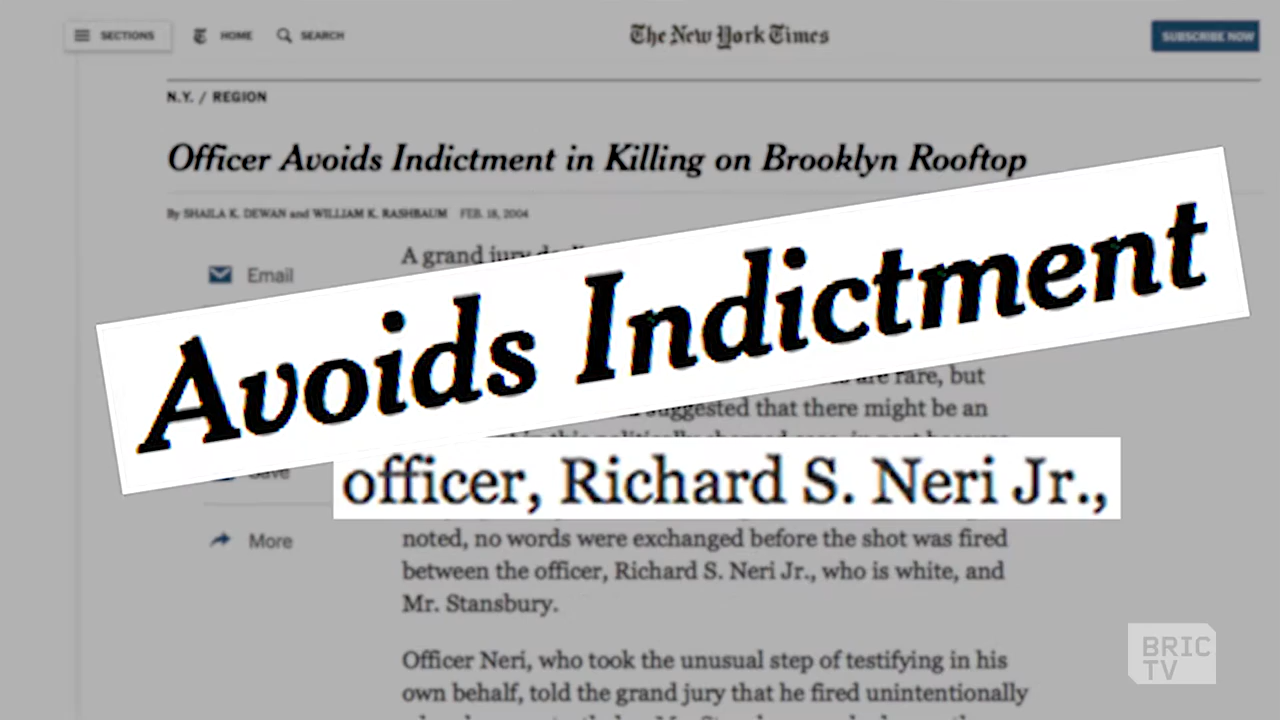 SECTIONS HOME SEARCH The New York Times SUBSCRIBE NOW
N.Y. / REGION
Officer Avoids Indictment in Killing on Brooklyn Rooftop
By SHAILA K. DEWAN and WILLIAM K. RASHBAUM FEB. 18, 2004
A grand jury
Email
Avoids Indictment
are rare, but
suggested that there might be an
Save
officer, Richard S. Neri Jr.,
noted, no words were exchanged before the shot was fired
More
between the officer, Richard S. Neri Jr., who is white, and
Mr. Stansbury.
Officer Neri, who took the unusual step of testifying in his
own behalf, told the grand jury that he fired unintentionally
BRIC
TV